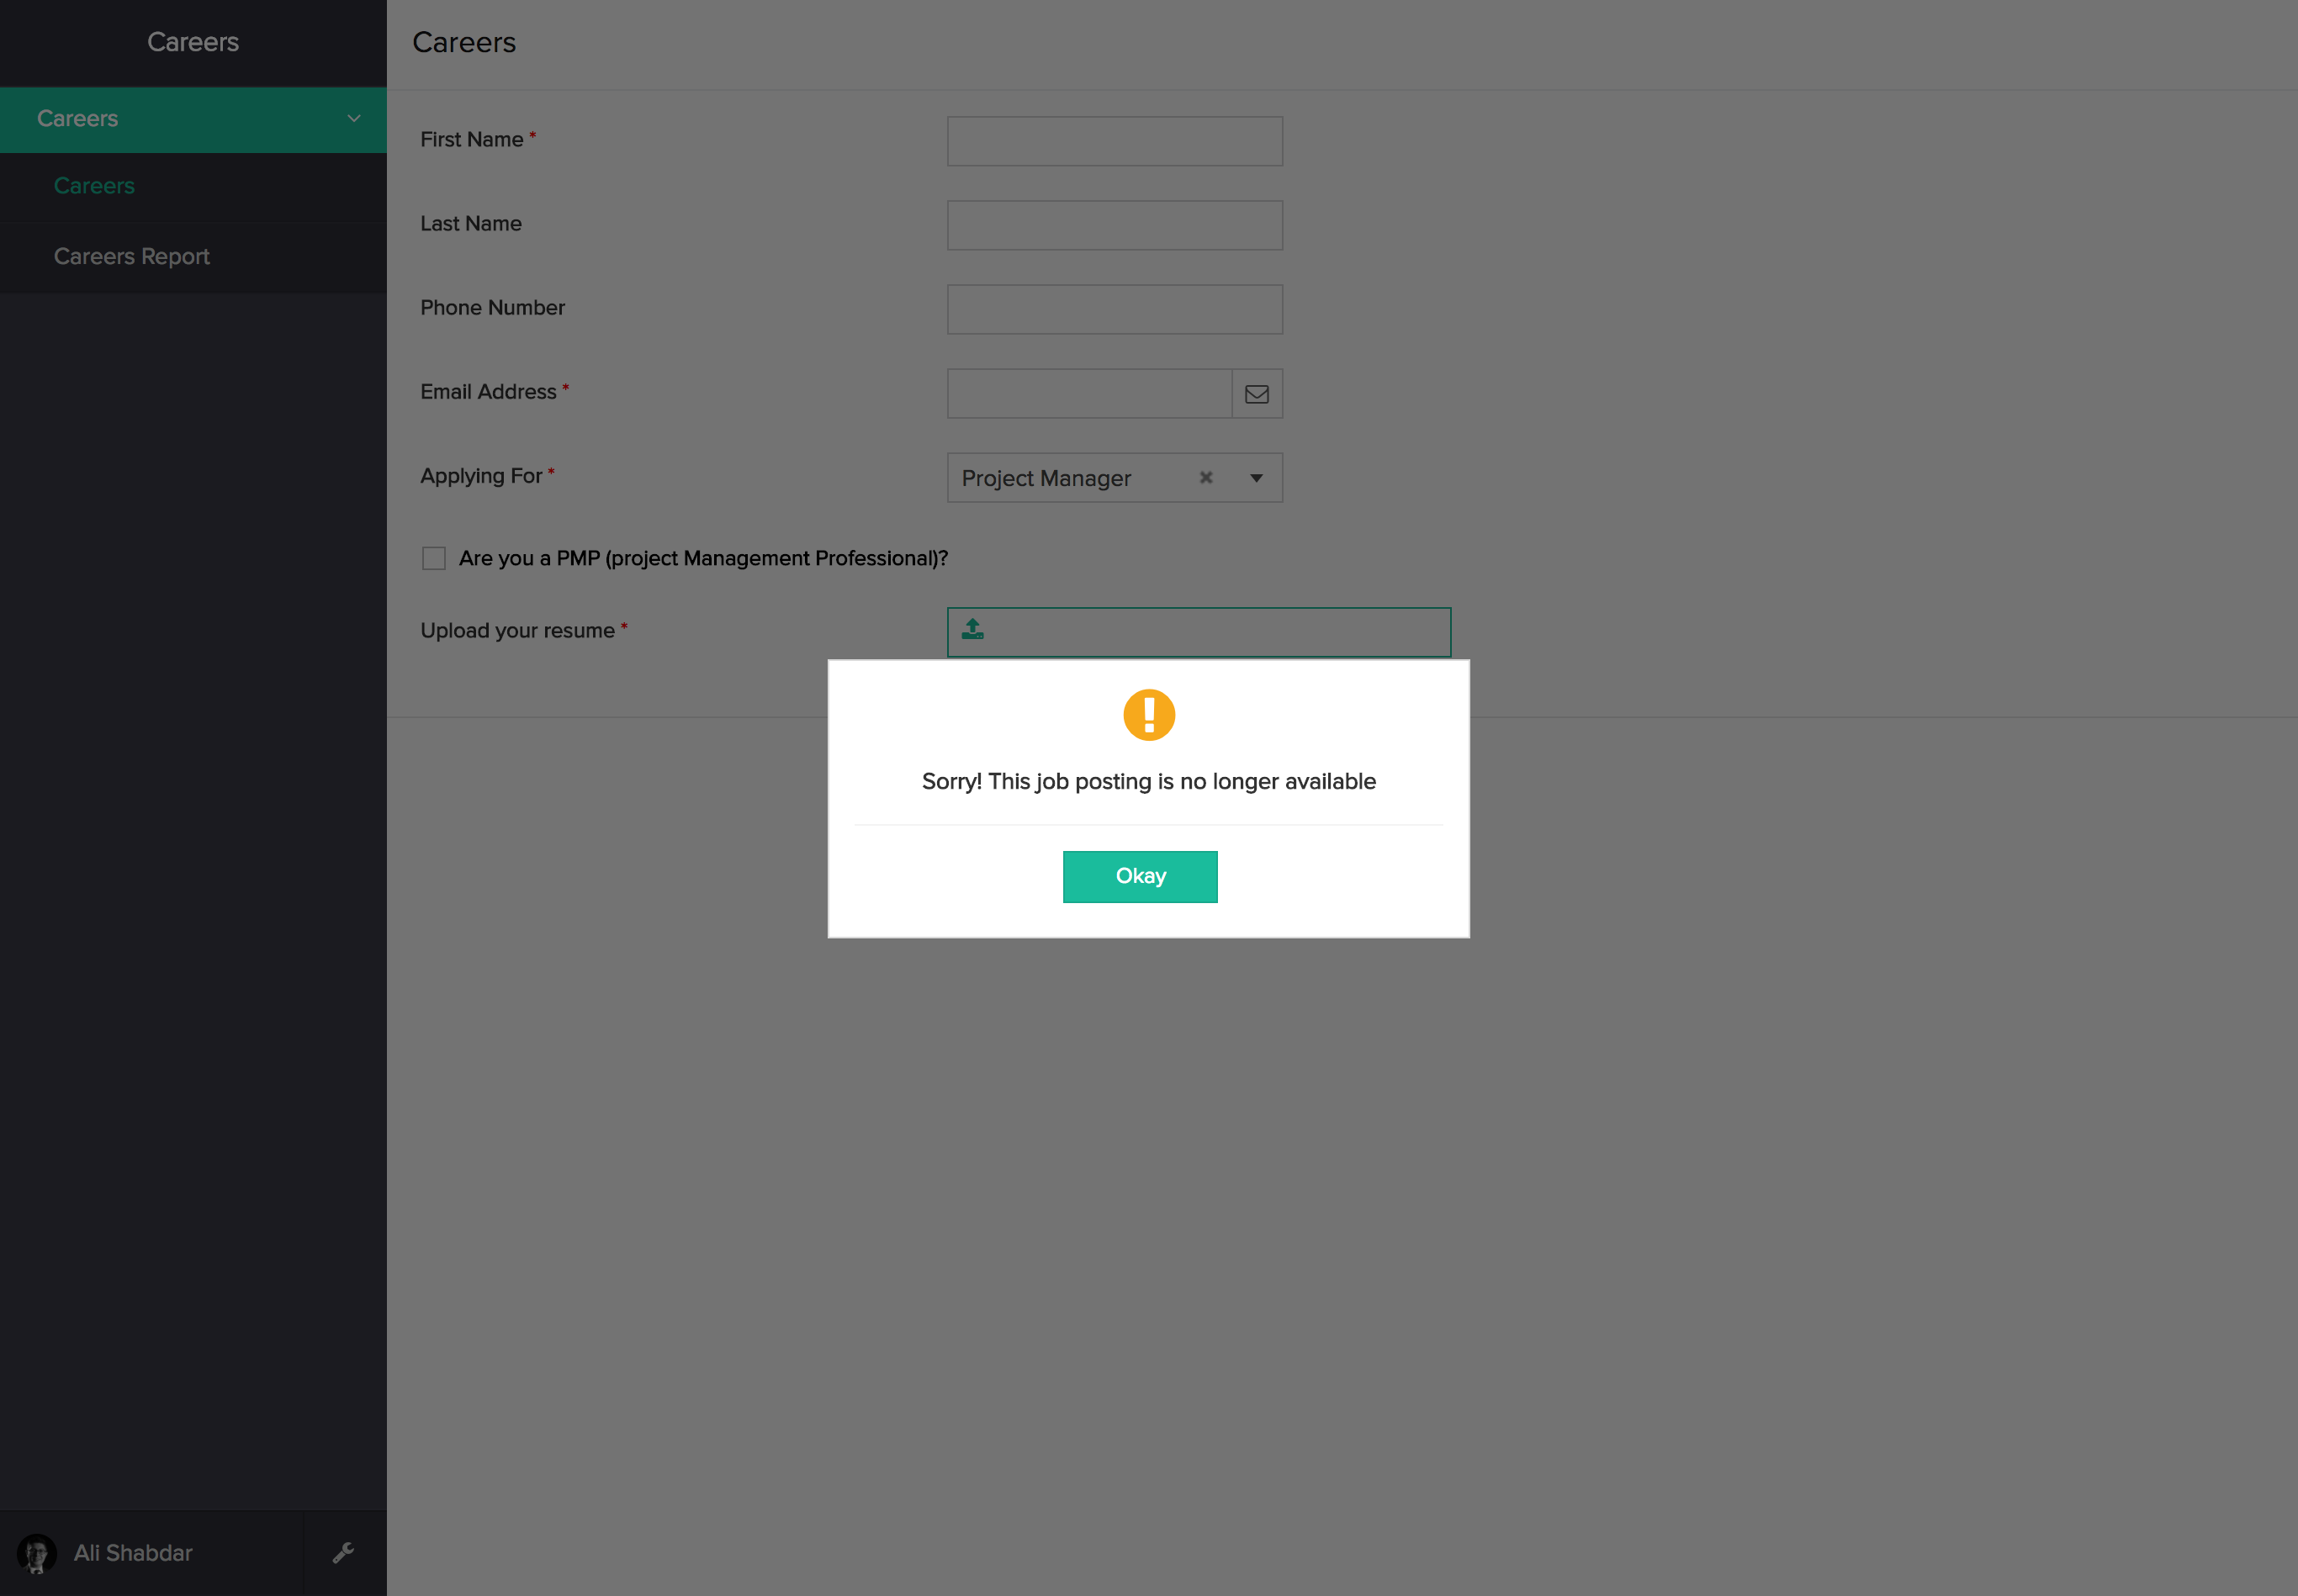 Careers
Careers
Careers
Careers Report
Careers
First Name *
Last Name
Phone Number
Email Address *
Applying For *
Project Manager
Are you a PMP (project Management Professional)?
Upload your resume *
Sorry! This job posting is no longer available
Okay
Ali Shabdar